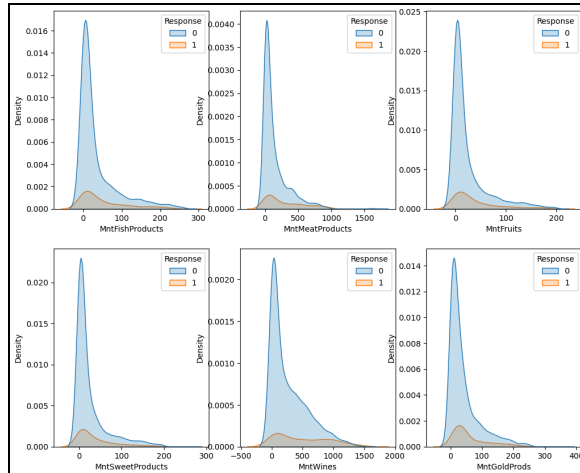 Response
0
1
0.016
0.014
0.012
0.010
0.008
0.006
0.004
0.002
0.000
Density
0 100 200 300
MntFishProducts
Response
0
1
0.0040
0.0035
0.0030
0.0025
0.0020
0.0015
0.0010
0.0005
0.0000
Density
0 500 1000 1500
MntMeatProducts
Response
0
1
0.025
0.020
0.015
0.010
0.005
0.000
Density
0 100 200
MntFruits
Response
0
1
0.020
0.015
0.010
0.005
0.000
Density
0 100 200 300
MntSweetProducts
Response
0
1
0.0025
0.0020
0.0015
0.0010
0.0005
0.0000
Density
−500 0 500 1000 1500 2000
MntWines
Response
0
1
0.014
0.012
0.010
0.008
0.006
0.004
0.002
0.000
Density
0 100 200 300 400
MntGoldProds